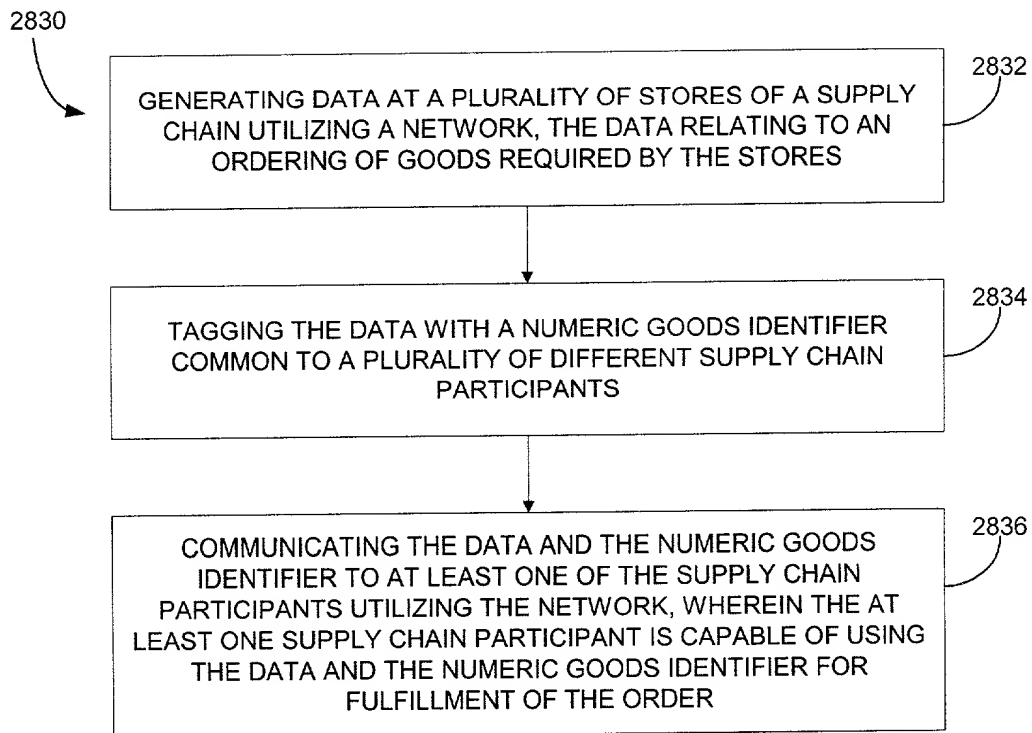 2830
2832
GENERATING DATA AT A PLURALITY OF STORES OF A SUPPLY
CHAIN UTILIZING A NETWORK, THE DATA RELATING TO AN
ORDERING OF GOODS REQUIRED BY THE STORES
2834
TAGGING THE DATA WITH A NUMERIC GOODS IDENTIFIER
COMMON TO A PLURALITY OF DIFFERENT SUPPLY CHAIN
PARTICIPANTS
2836
COMMUNICATING THE DATA AND THE NUMERIC GOODS
IDENTIFIER TO AT LEAST ONE OF THE SUPPLY CHAIN
PARTICIPANTS UTILIZING THE NETWORK, WHEREIN THE AT
LEAST ONE SUPPLY CHAIN PARTICIPANT IS CAPABLE OF USING
THE DATA AND THE NUMERIC GOODS IDENTIFIER FOR
FULFILLMENT OF THE ORDER